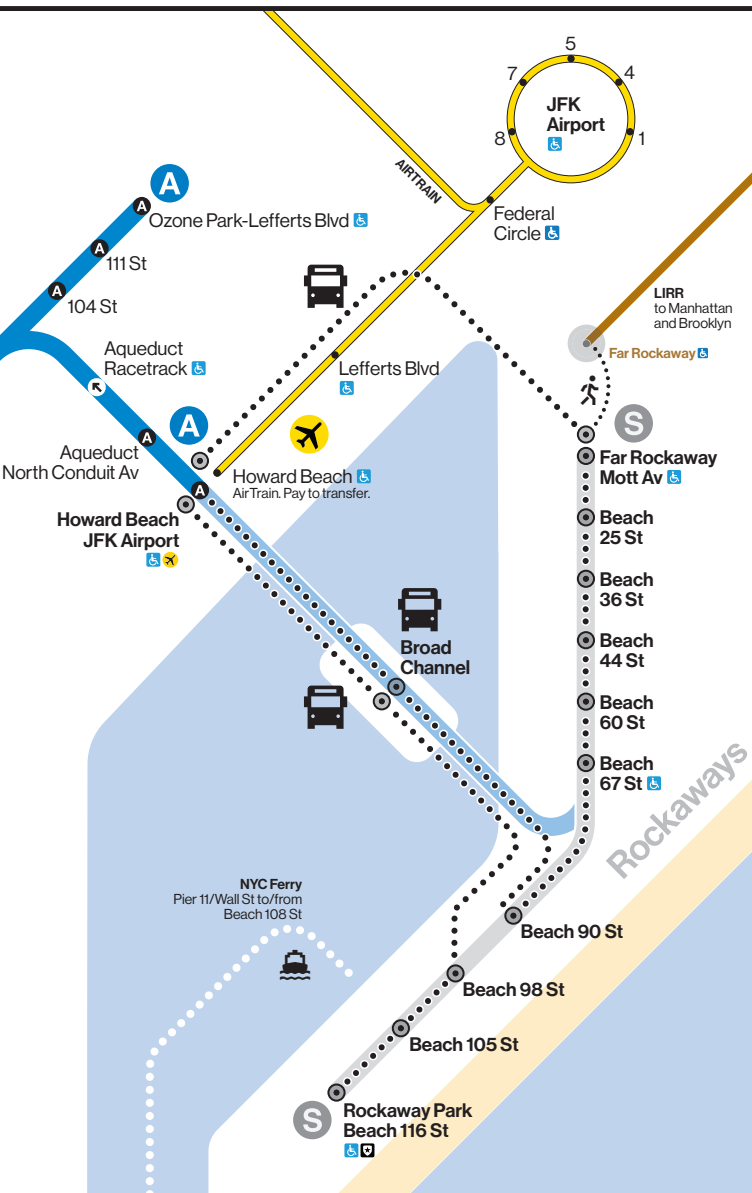 5
7
4
JFK
Airport
8
1
AIRTRAIN
A
A
Ozone Park-Lefferts Blvd
Federal
Circle
A
111 St
A
104 St
LIRR
to Manhattan
and Brooklyn
Aqueduct
Racetrack
Far Rockaway
Lefferts Blvd
A
S
A
Aqueduct
North Conduit Av
Far Rockaway
Mott Av
Howard Beach
AirTrain. Pay to transfer.
A
Howard Beach
JFK Airport
Beach
25 St
Beach
36 St
Broad
Channel
Beach
44 St
Beach
60 St
Beach
67 St
Rockaways
NYC Ferry
Pier 11/Wall St to/from
Beach 108 St
Beach 90 St
Beach 98 St
Beach 105 St
S
Rockaway Park
Beach 116 St